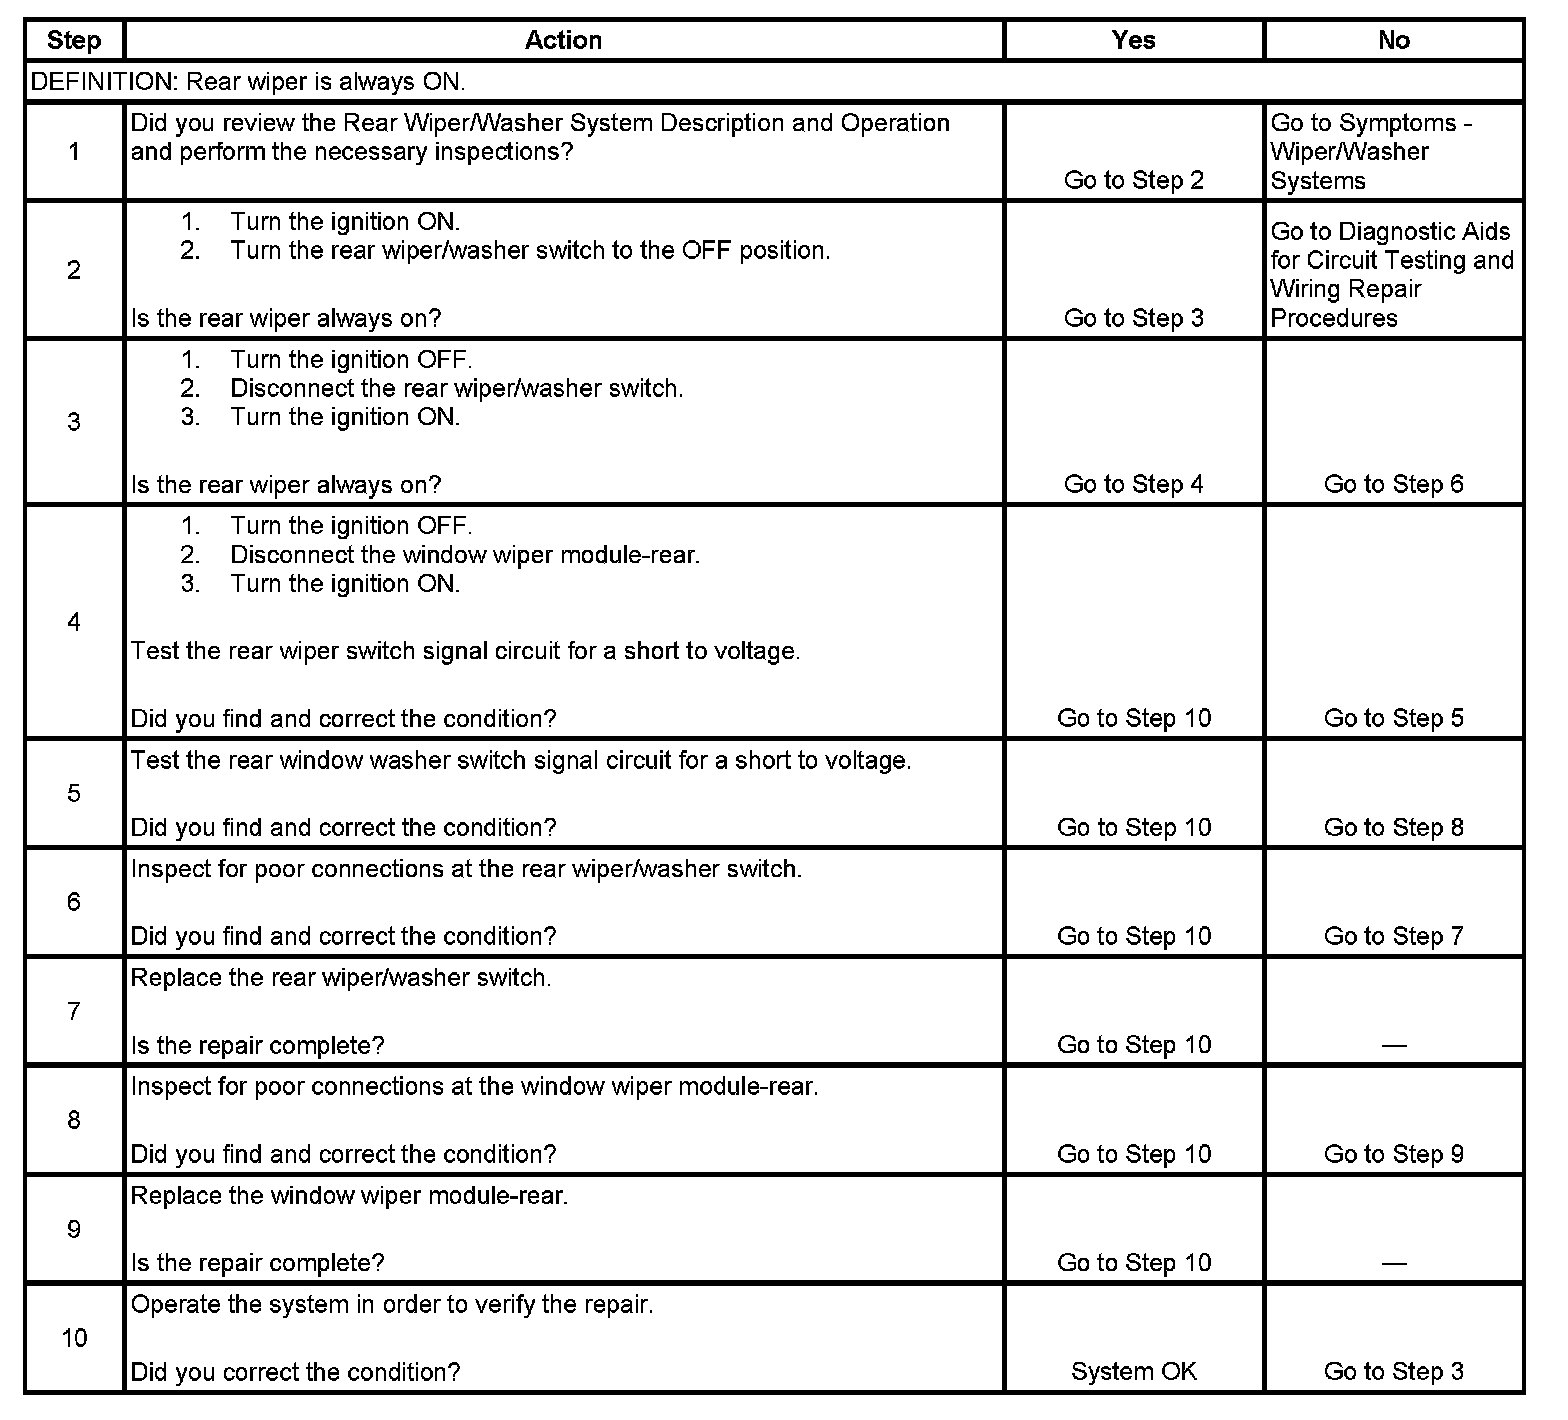 Step Action Yes No
DEFINITION: Rear wiper is always ON.
1
Did you review the Rear Wiper/Washer System Description and Operation
and perform the necessary inspections?
Go to Step 2
Go to Symptoms -
Wiper/Washer
Systems
2
1. Turn the ignition ON.
2. Turn the rear wiper/washer switch to the OFF position.
Is the rear wiper always on?
Go to Step 3
Go to Diagnostic Aids
for Circuit Testing and
Wiring Repair
Procedures
3
1. Turn the ignition OFF.
2. Disconnect the rear wiper/washer switch.
3. Turn the ignition ON.
Is the rear wiper always on?
Go to Step 4
Go to Step 6
4
1. Turn the ignition OFF.
2. Disconnect the window wiper module-rear.
3. Turn the ignition ON.
Test the rear wiper switch signal circuit for a short to voltage.
Did you find and correct the condition?
Go to Step 10
Go to Step 5
5
Test the rear window washer switch signal circuit for a short to voltage.
Did you find and correct the condition?
Go to Step 10
Go to Step 8
6
Inspect for poor connections at the rear wiper/washer switch.
Did you find and correct the condition?
Go to Step 10
Go to Step 7
7
Replace the rear wiper/washer switch.
Is the repair complete?
Go to Step 10
—
8
Inspect for poor connections at the window wiper module-rear.
Did you find and correct the condition?
Go to Step 10
Go to Step 9
9
Replace the window wiper module-rear.
Is the repair complete?
Go to Step 10
—
10
Operate the system in order to verify the repair.
Did you correct the condition?
System OK
Go to Step 3